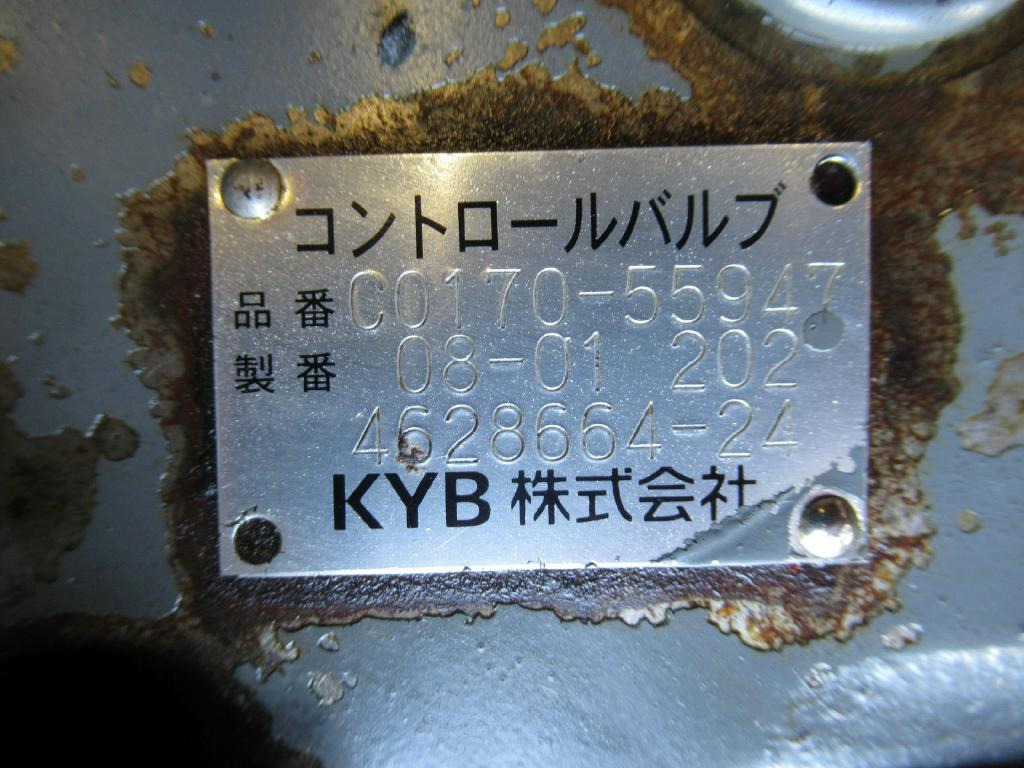 コントロールバルブ
品番 C0170-55947
製番 08-01 202
4628664-24
KYB 株式会社